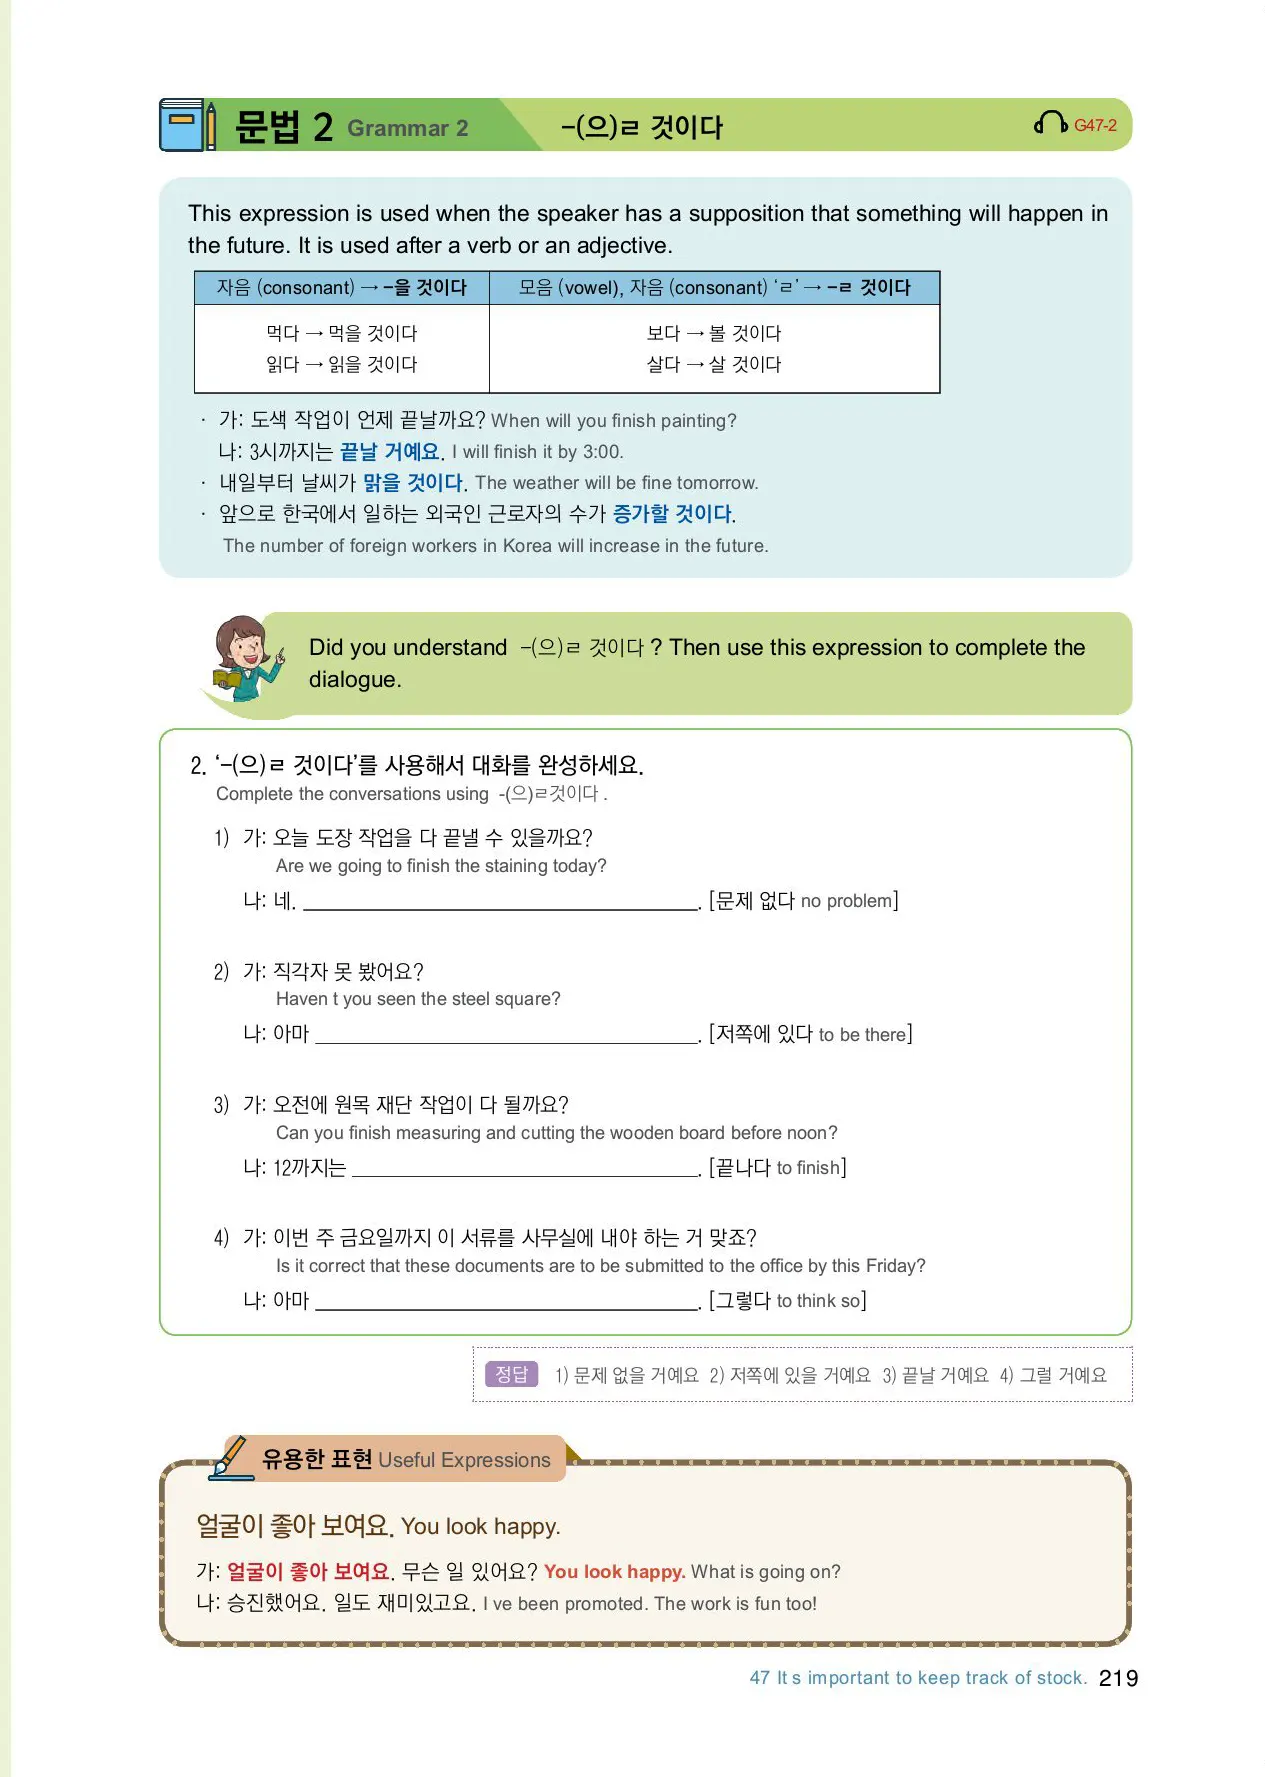 문법 2 Grammar 2 -(으)ㄹ 것이다 G47-2
This expression is used when the speaker has a supposition that something will happen in
the future. It is used after a verb or an adjective.
자음 (consonant) → -을 것이다 모음 (vowel), 자음 (consonant) ‘ㄹ’ → -ㄹ 것이다
먹다 → 먹을 것이다 보다 → 볼 것이다
읽다 → 읽을 것이다 살다 → 살 것이다
· 가: 도색 작업이 언제 끝날까요? When will you finish painting?
나: 3시까지는 끝날 거예요. I will finish it by 3:00.
· 내일부터 날씨가 맑을 것이다. The weather will be fine tomorrow.
· 앞으로 한국에서 일하는 외국인 근로자의 수가 증가할 것이다.
The number of foreign workers in Korea will increase in the future.
Did you understand -(으)ㄹ 것이다 ? Then use this expression to complete the
dialogue.
2. ‘-(으)ㄹ 것이다’를 사용해서 대화를 완성하세요.
Complete the conversations using -(으)ㄹ것이다 .
1) 가: 오늘 도장 작업을 다 끝낼 수 있을까요?
Are we going to finish the staining today?
나: 네. ______________________. [문제 없다 no problem]
2) 가: 직각자 못 봤어요?
Haven t you seen the steel square?
나: 아마 ______________________. [저쪽에 있다 to be there]
3) 가: 오전에 원목 재단 작업이 다 될까요?
Can you finish measuring and cutting the wooden board before noon?
나: 12까지는 ______________________. [끝나다 to finish]
4) 가: 이번 주 금요일까지 이 서류를 사무실에 내야 하는 거 맞죠?
Is it correct that these documents are to be submitted to the office by this Friday?
나: 아마 ______________________. [그렇다 to think so]
정답 1) 문제 없을 거예요 2) 저쪽에 있을 거예요 3) 끝날 거예요 4) 그럴 거예요
유용한 표현 Useful Expressions
얼굴이 좋아 보여요. You look happy.
가: 얼굴이 좋아 보여요. 무슨 일 있어요? You look happy. What is going on?
나: 승진했어요. 일도 재미있고요. I ve been promoted. The work is fun too!
47 It s important to keep track of stock. 219